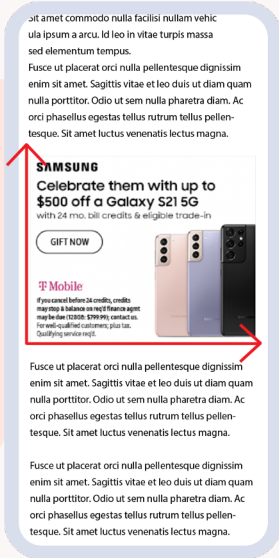 sit amet commodo nulla facilisi nullam vehic
ula ipsum a arcu. Id leo in vitae turpis massa
sed elementum tempus.
Fusce ut placerat orci nulla pellentesque dignissim
enim sit amet. Sagittis vitae et leo duis ut diam quam
nulla porttitor. Odio ut sem nulla pharetra diam. Ac
orci phasellus egestas tellus rutrum tellus pellen-
tesque. Sit amet luctus venenatis lectus magna.
SAMSUNG
Celebrate them with up to
$500 off a Galaxy S21 5G
with 24 mo. bill credits & eligible trade-in
GIFT NOW
T Mobile
If you cancel before 24 credits, credits
may stop & balance on req'd finance agmt
may be due (128GB: $799.99); contact us.
For well-qualified customers; plus tax.
Qualifying service req'd.
Fusce ut placerat orci nulla pellentesque dignissim
enim sit amet. Sagittis vitae et leo duis ut diam quam
nulla porttitor. Odio ut sem nulla pharetra diam. Ac
orci phasellus egestas tellus rutrum tellus pellen-
tesque. Sit amet luctus venenatis lectus magna.
Fusce ut placerat orci nulla pellentesque dignissim
enim sit amet. Sagittis vitae et leo duis ut diam quam
nulla porttitor. Odio ut sem nulla pharetra diam. Ac
orci phasellus egestas tellus rutrum tellus pellen-
tesque. Sit amet luctus venenatis lectus magna.